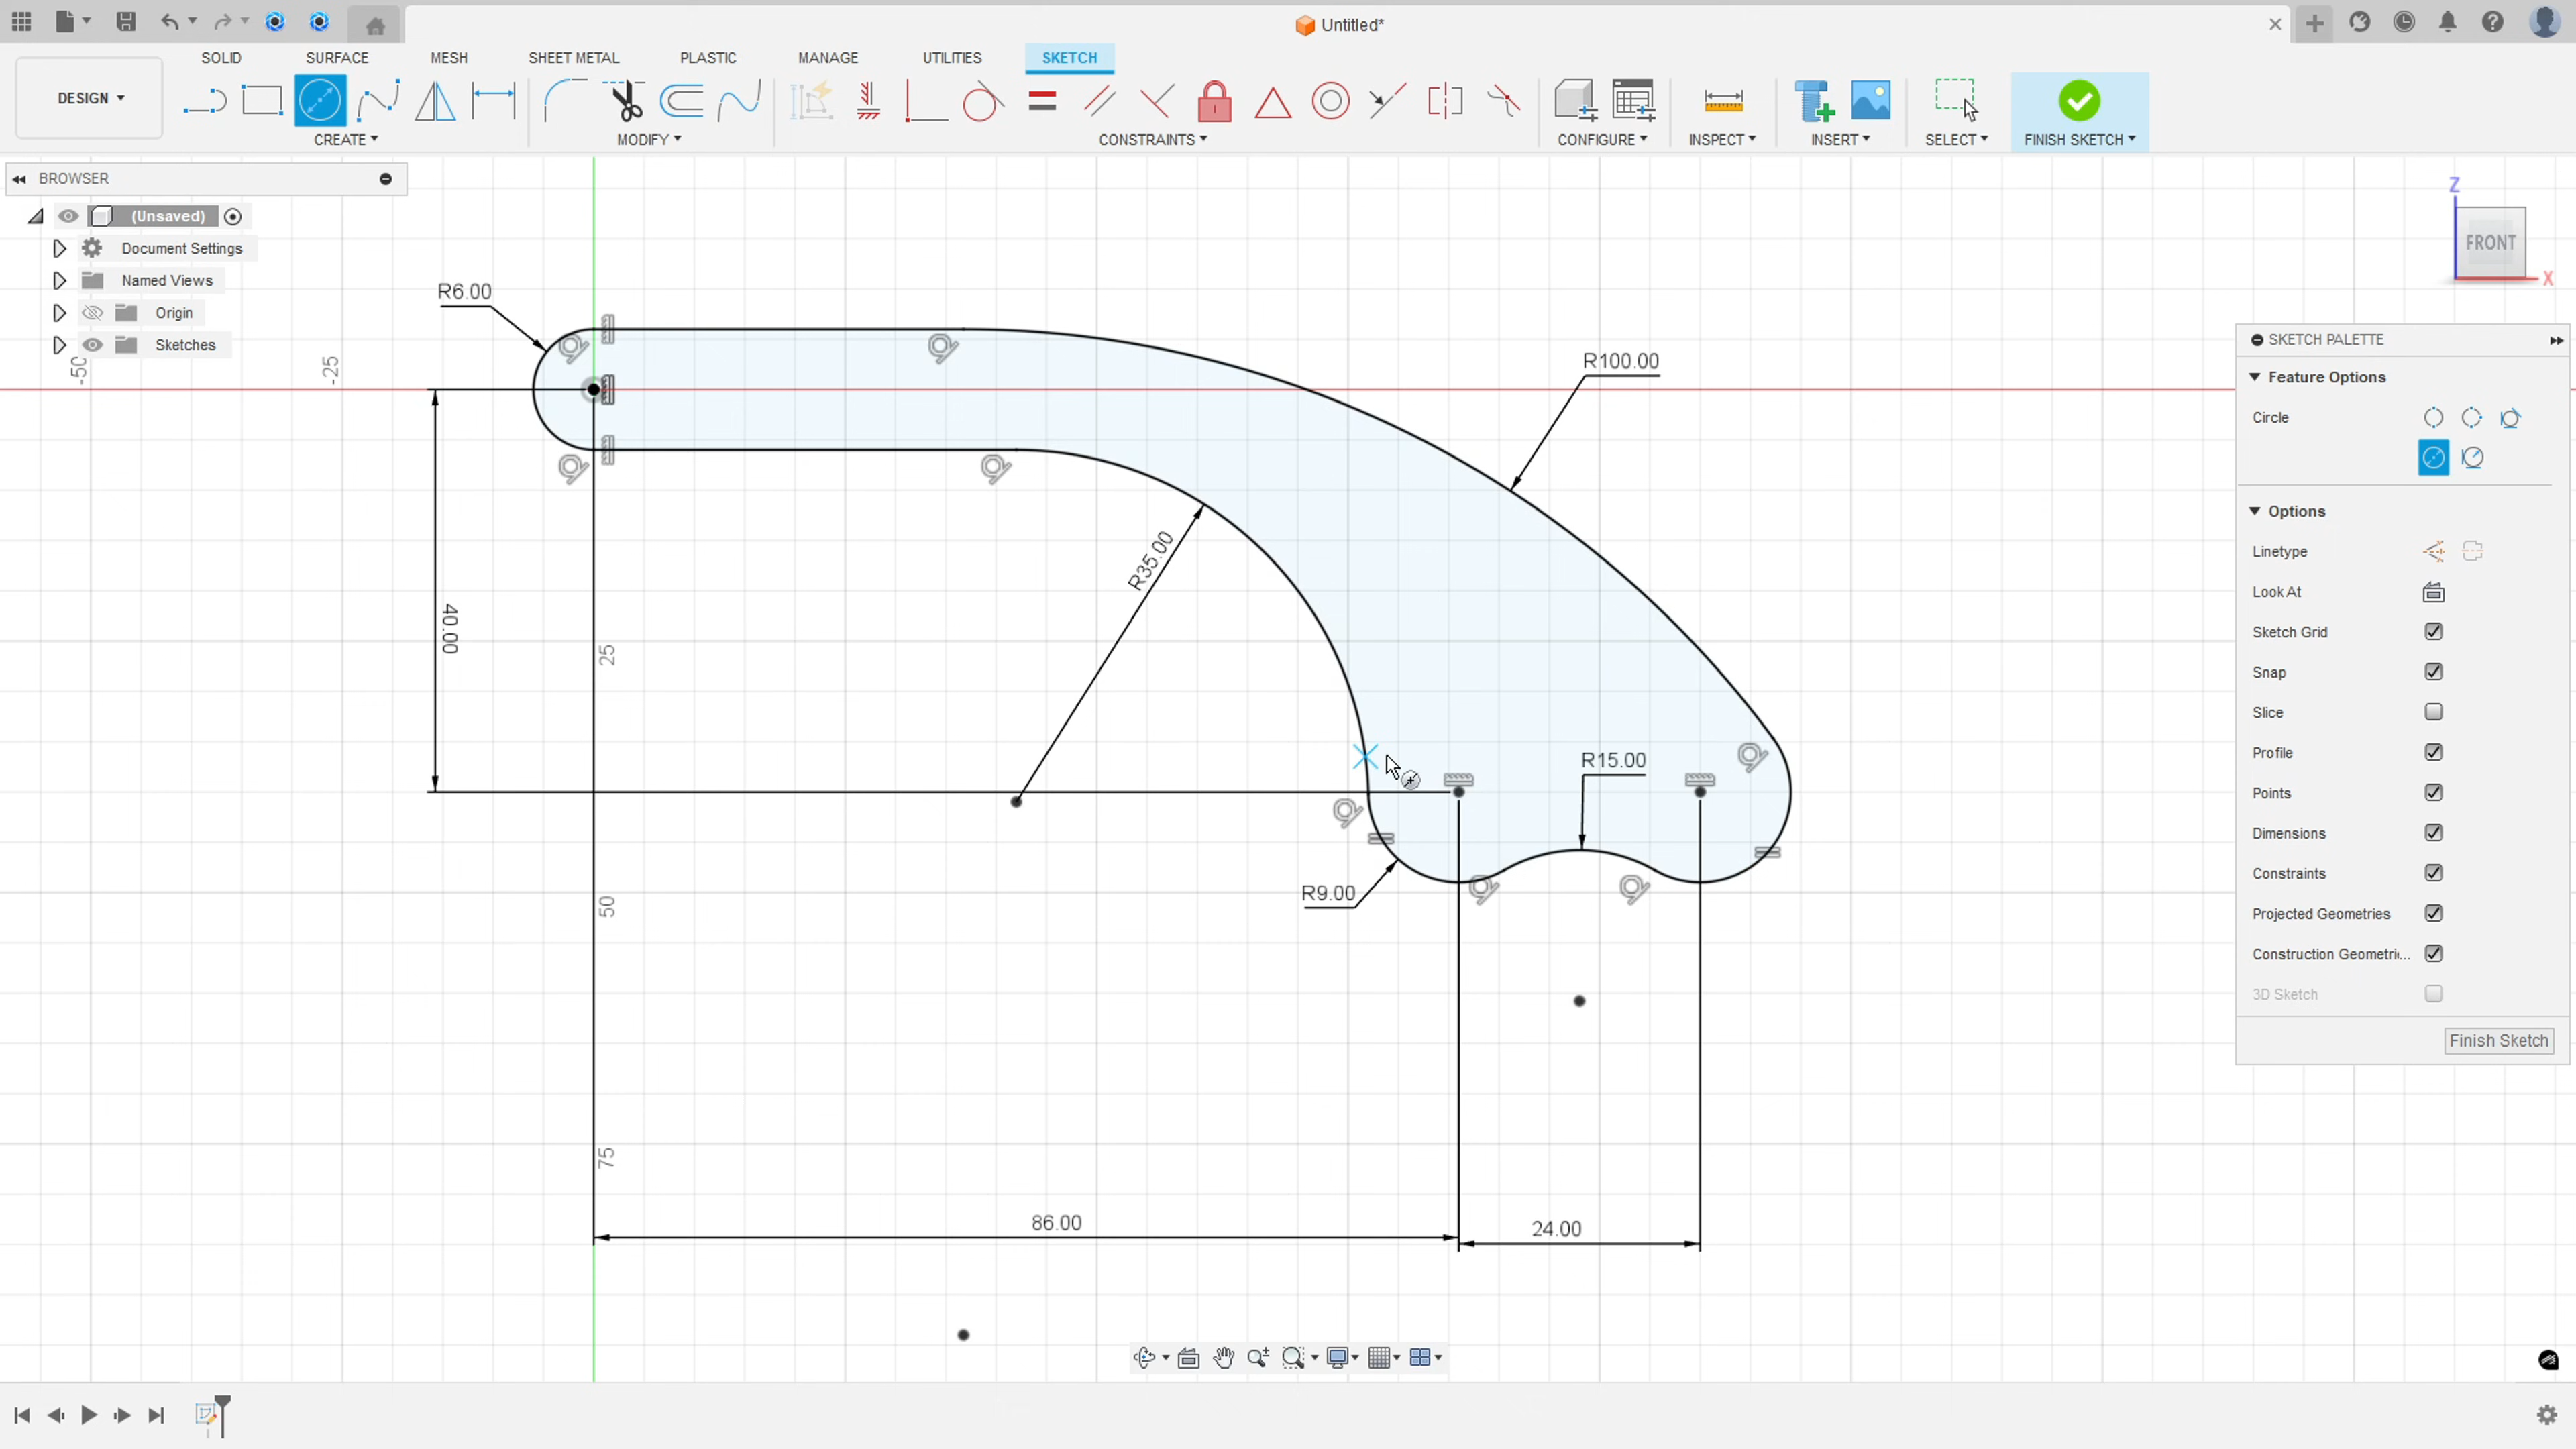 Untitled*
SOLID SURFACE MESH SHEET METAL PLASTIC MANAGE UTILITIES SKETCH
DESIGN
CREATE MODIFY CONSTRAINTS CONFIGURE INSPECT INSERT SELECT FINISH SKETCH
BROWSER
(Unsaved)
Document Settings
Named Views
Origin
Sketches
-50
-25
25
50
75
R6.00
R100.00
R35.00
40.00
R15.00
R9.00
86.00
24.00
Z
FRONT
X
SKETCH PALETTE
Feature Options
Circle
Options
Linetype
Look At
Sketch Grid
Snap
Slice
Profile
Points
Dimensions
Constraints
Projected Geometries
Construction Geometri...
3D Sketch
Finish Sketch